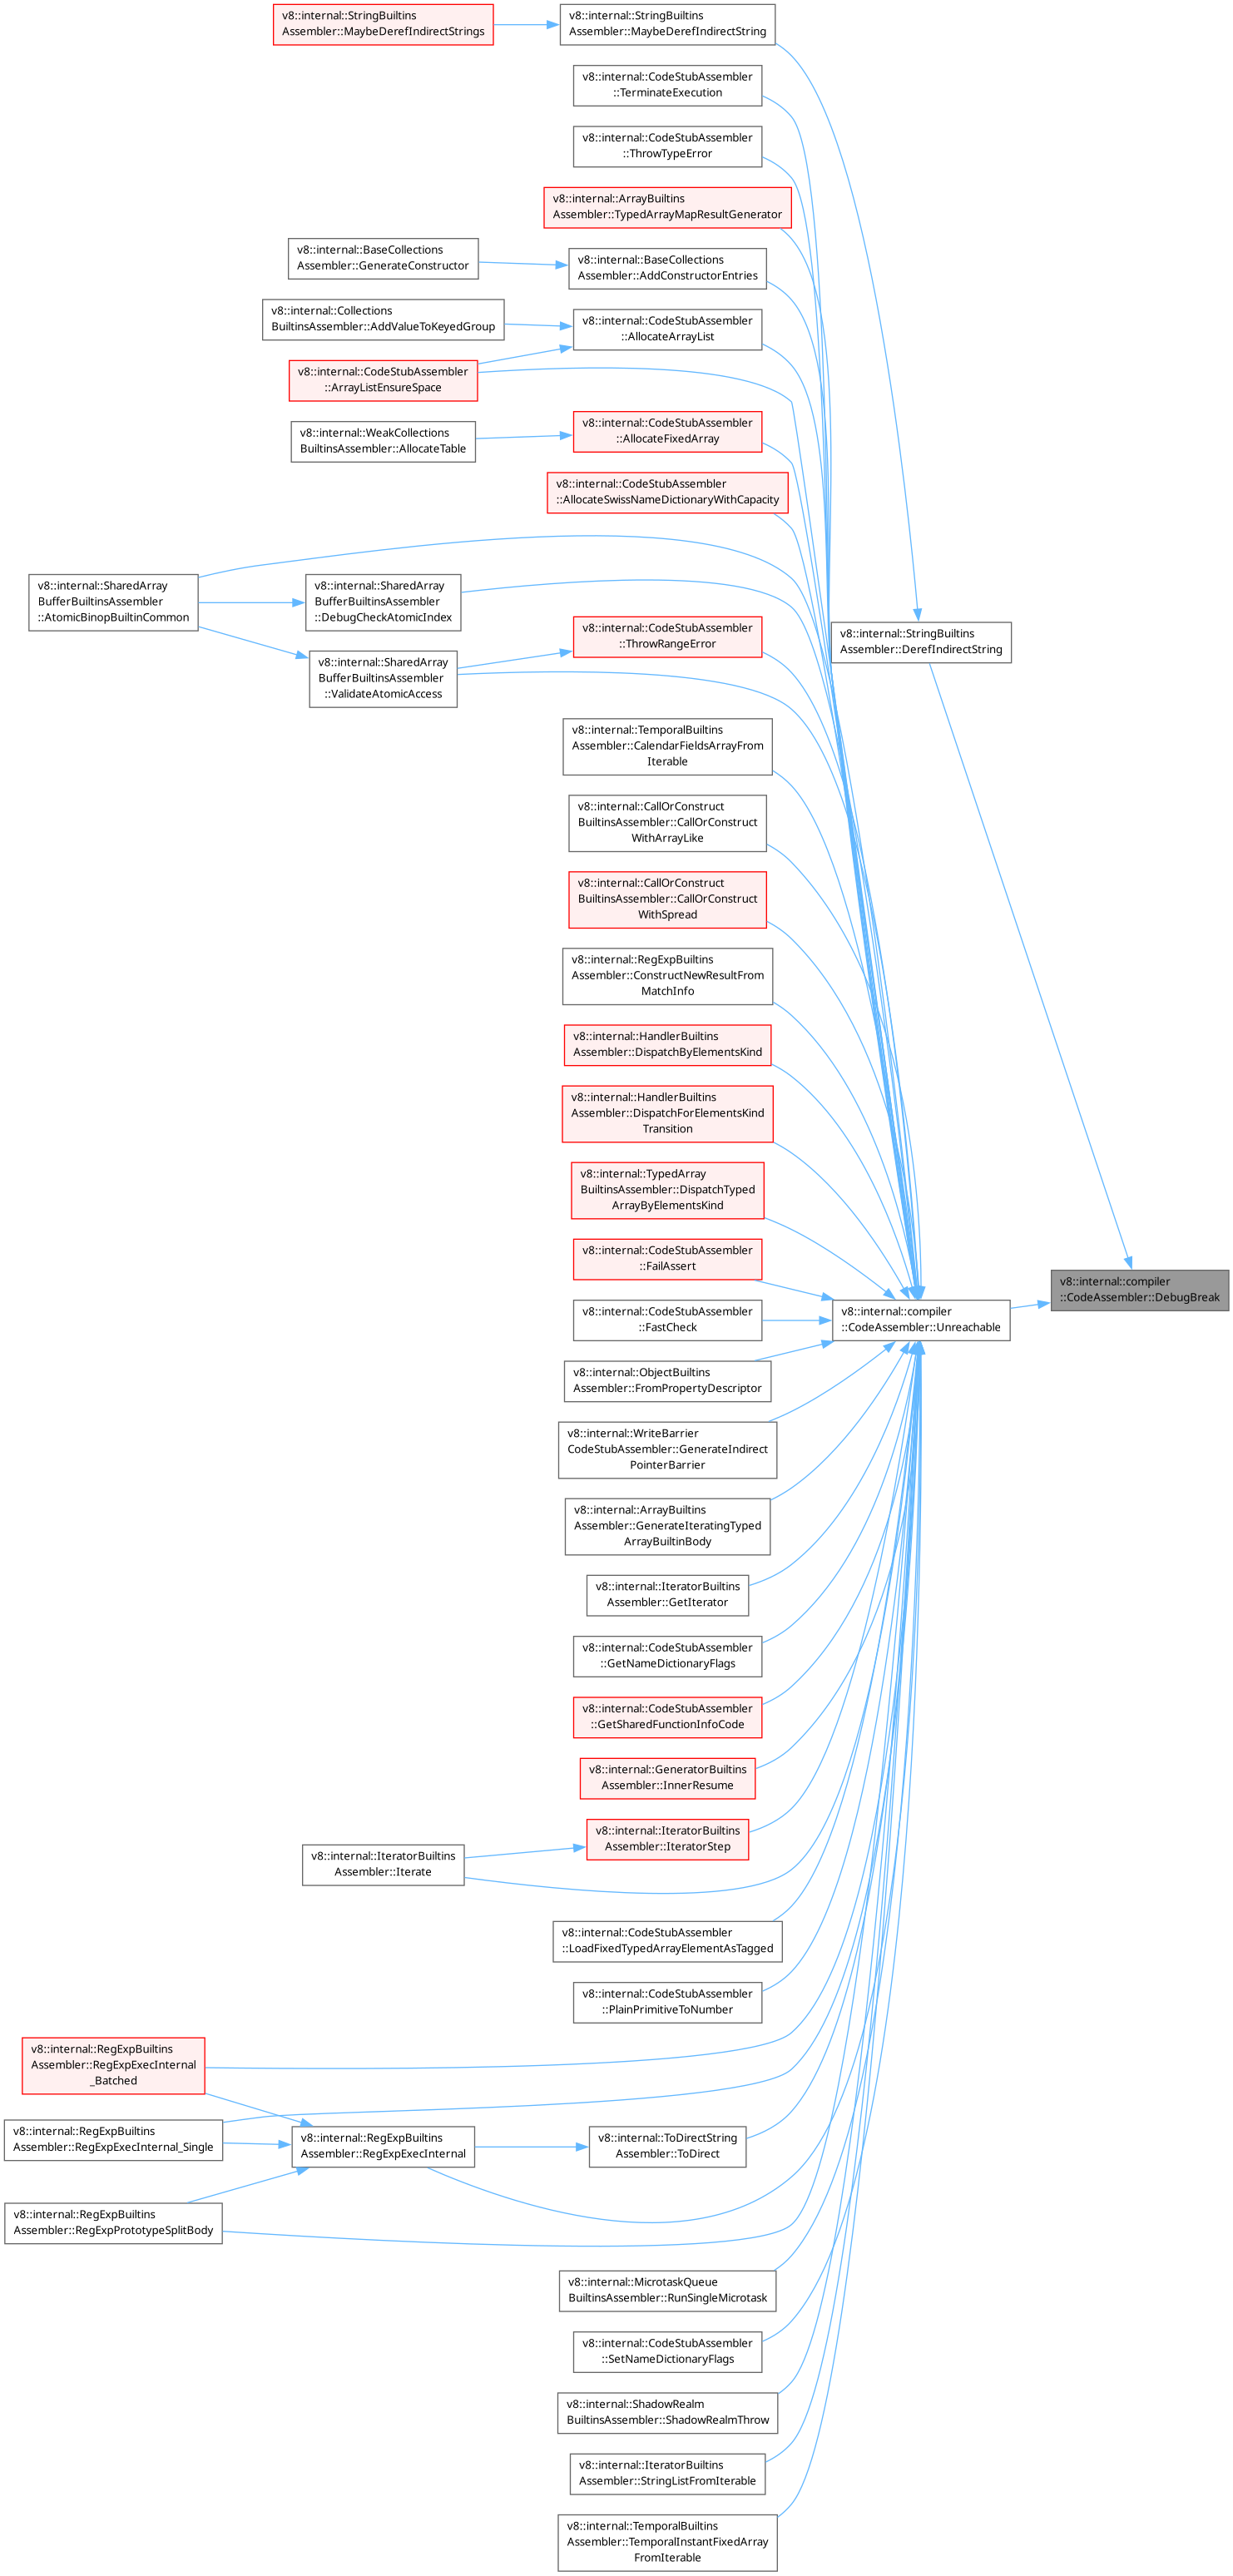 v8::internal::StringBuiltins
Assembler::MaybeDerefIndirectStrings
v8::internal::StringBuiltins
Assembler::MaybeDerefIndirectString
v8::internal::CodeStubAssembler
::TerminateExecution
v8::internal::CodeStubAssembler
::ThrowTypeError
v8::internal::ArrayBuiltins
Assembler::TypedArrayMapResultGenerator
v8::internal::BaseCollections
Assembler::GenerateConstructor
v8::internal::BaseCollections
Assembler::AddConstructorEntries
v8::internal::Collections
BuiltinsAssembler::AddValueToKeyedGroup
v8::internal::CodeStubAssembler
::AllocateArrayList
v8::internal::CodeStubAssembler
::ArrayListEnsureSpace
v8::internal::WeakCollections
BuiltinsAssembler::AllocateTable
v8::internal::CodeStubAssembler
::AllocateFixedArray
v8::internal::CodeStubAssembler
::AllocateSwissNameDictionaryWithCapacity
v8::internal::SharedArray
BufferBuiltinsAssembler
::AtomicBinopBuiltinCommon
v8::internal::SharedArray
BufferBuiltinsAssembler
::DebugCheckAtomicIndex
v8::internal::CodeStubAssembler
::ThrowRangeError
v8::internal::StringBuiltins
Assembler::DerefIndirectString
v8::internal::SharedArray
BufferBuiltinsAssembler
::ValidateAtomicAccess
v8::internal::TemporalBuiltins
Assembler::CalendarFieldsArrayFrom
Iterable
v8::internal::CallOrConstruct
BuiltinsAssembler::CallOrConstruct
WithArrayLike
v8::internal::CallOrConstruct
BuiltinsAssembler::CallOrConstruct
WithSpread
v8::internal::RegExpBuiltins
Assembler::ConstructNewResultFrom
MatchInfo
v8::internal::HandlerBuiltins
Assembler::DispatchByElementsKind
v8::internal::HandlerBuiltins
Assembler::DispatchForElementsKind
Transition
v8::internal::TypedArray
BuiltinsAssembler::DispatchTyped
ArrayByElementsKind
v8::internal::CodeStubAssembler
::FailAssert
v8::internal::compiler
::CodeAssembler::DebugBreak
v8::internal::CodeStubAssembler
::FastCheck
v8::internal::compiler
::CodeAssembler::Unreachable
v8::internal::ObjectBuiltins
Assembler::FromPropertyDescriptor
v8::internal::WriteBarrier
CodeStubAssembler::GenerateIndirect
PointerBarrier
v8::internal::ArrayBuiltins
Assembler::GenerateIteratingTyped
ArrayBuiltinBody
v8::internal::IteratorBuiltins
Assembler::GetIterator
v8::internal::CodeStubAssembler
::GetNameDictionaryFlags
v8::internal::CodeStubAssembler
::GetSharedFunctionInfoCode
v8::internal::GeneratorBuiltins
Assembler::InnerResume
v8::internal::IteratorBuiltins
Assembler::IteratorStep
v8::internal::IteratorBuiltins
Assembler::Iterate
v8::internal::CodeStubAssembler
::LoadFixedTypedArrayElementAsTagged
v8::internal::CodeStubAssembler
::PlainPrimitiveToNumber
v8::internal::RegExpBuiltins
Assembler::RegExpExecInternal
_Batched
v8::internal::RegExpBuiltins
Assembler::RegExpExecInternal_Single
v8::internal::RegExpBuiltins
Assembler::RegExpExecInternal
v8::internal::ToDirectString
Assembler::ToDirect
v8::internal::RegExpBuiltins
Assembler::RegExpPrototypeSplitBody
v8::internal::MicrotaskQueue
BuiltinsAssembler::RunSingleMicrotask
v8::internal::CodeStubAssembler
::SetNameDictionaryFlags
v8::internal::ShadowRealm
BuiltinsAssembler::ShadowRealmThrow
v8::internal::IteratorBuiltins
Assembler::StringListFromIterable
v8::internal::TemporalBuiltins
Assembler::TemporalInstantFixedArray
FromIterable